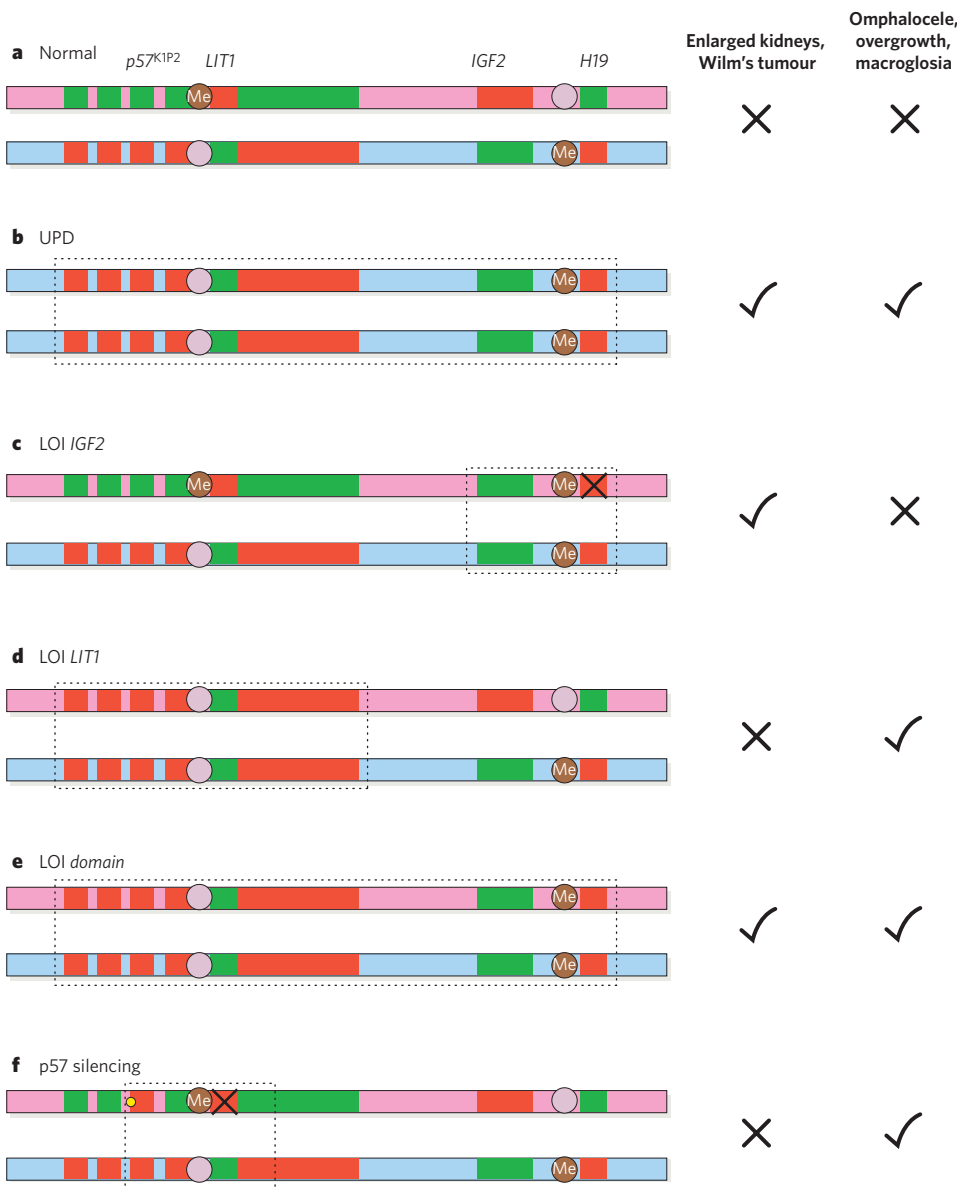 Enlarged kidneys,
Wilm's tumour
Omphalocele,
overgrowth,
macroglosia
a Normal
p57K1P2 LIT1 IGF2 H19
Me
Me
b UPD
Me
Me
c LOI IGF2
Me Me
Me
d LOI LIT1
Me
e LOI domain
Me
Me
f p57 silencing
Me
Me